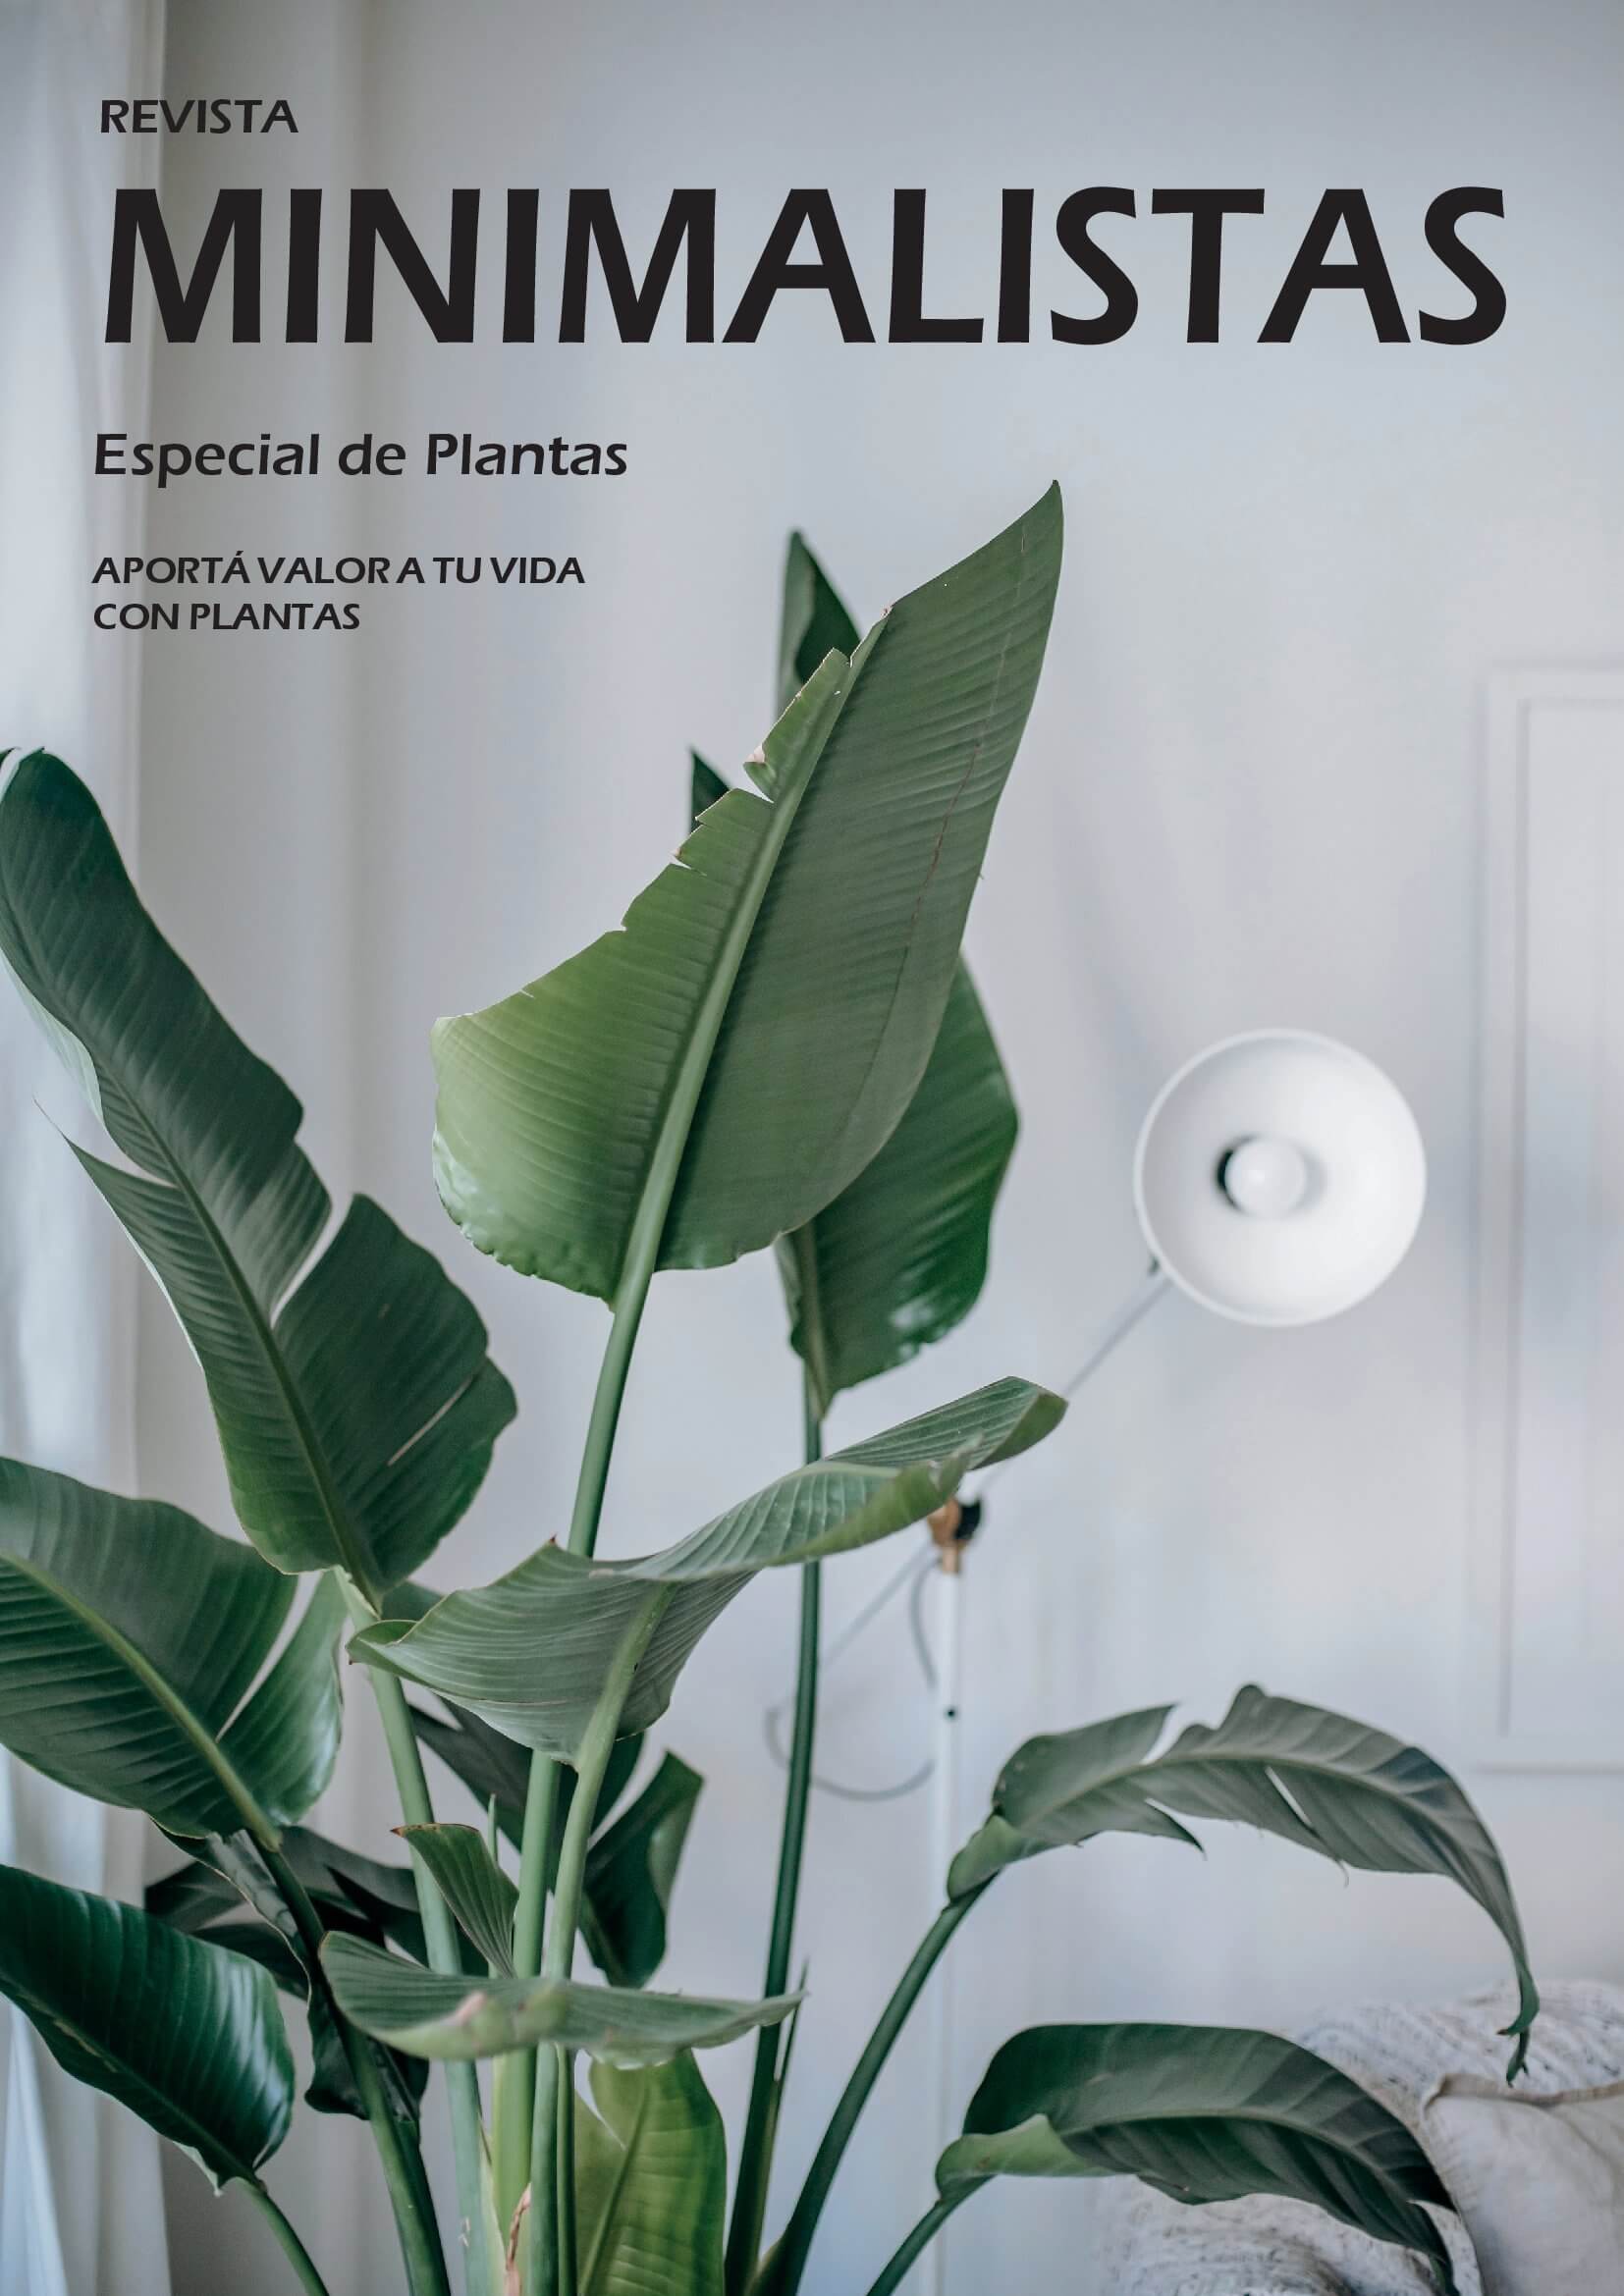 REVISTA
MINIMALISTAS
Especial de Plantas
APORTÁ VALOR A TU VIDA
CON PLANTAS